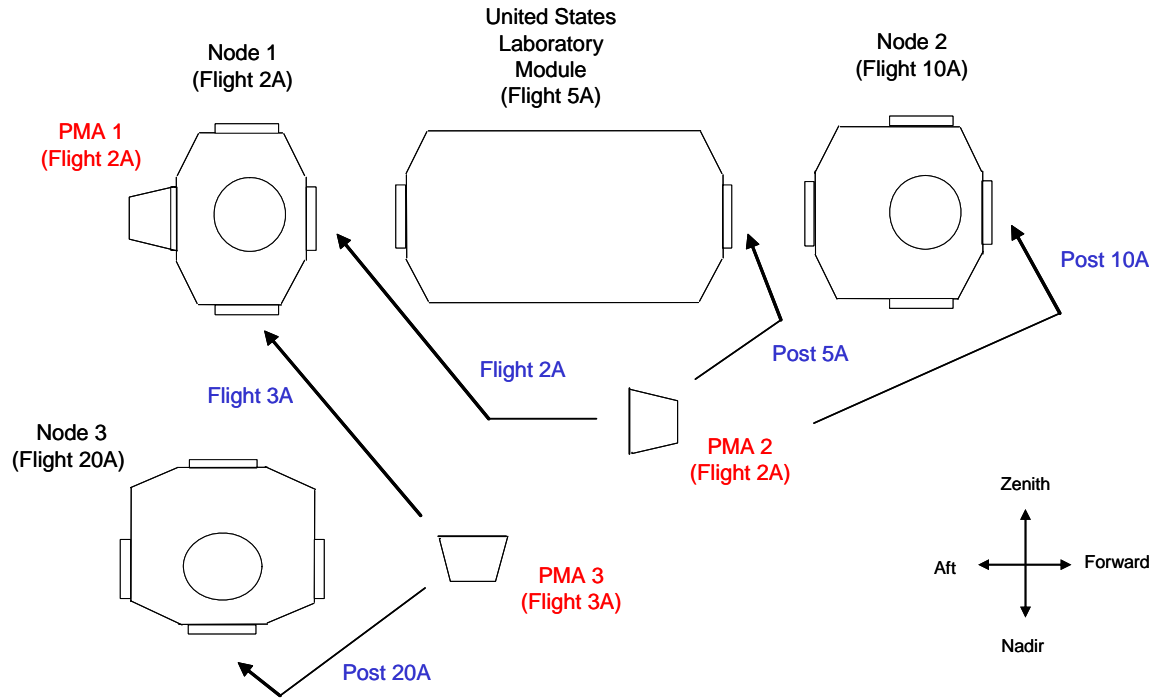 United States
Laboratory
Module
(Flight 5A)
Node 1
(Flight 2A)
Node 2
(Flight 10A)
PMA 1
(Flight 2A)
Post 10A
Post 5A
Flight 2A
Flight 3A
Node 3
(Flight 20A)
PMA 2
(Flight 2A)
Zenith
Aft
Forward
Nadir
PMA 3
(Flight 3A)
Post 20A